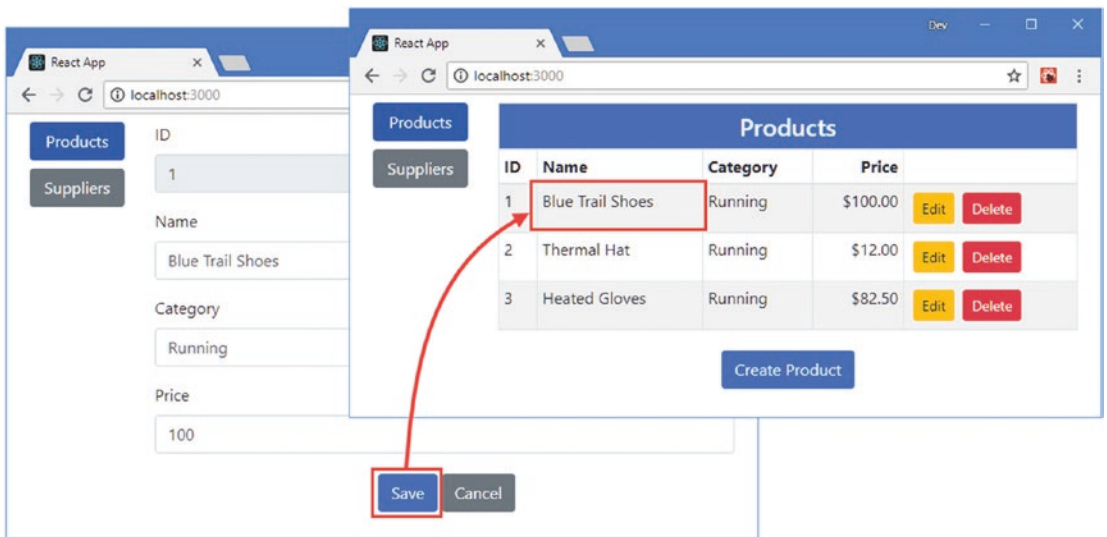 React App
localhost:3000
Products
Suppliers
ID
1
Name
Blue Trail Shoes
Category
Running
Price
100
Save Cancel
Dev
React App
localhost:3000
Products
Suppliers
Products
ID Name Category Price
1 Blue Trail Shoes Running $100.00 Edit Delete
2 Thermal Hat Running $12.00 Edit Delete
3 Heated Gloves Running $82.50 Edit Delete
Create Product